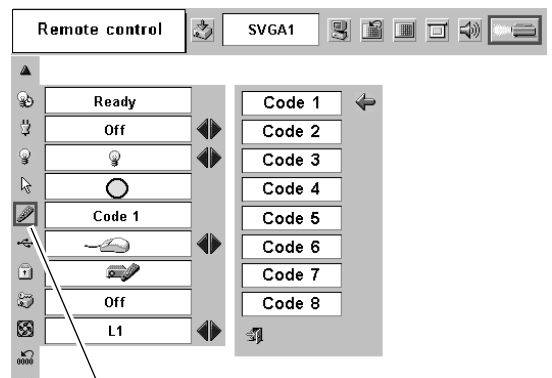 Remote control
SVGA1
Ready
Off
Code 1
Off
L1
0000
Code 1
Code 2
Code 3
Code 4
Code 5
Code 6
Code 7
Code 8